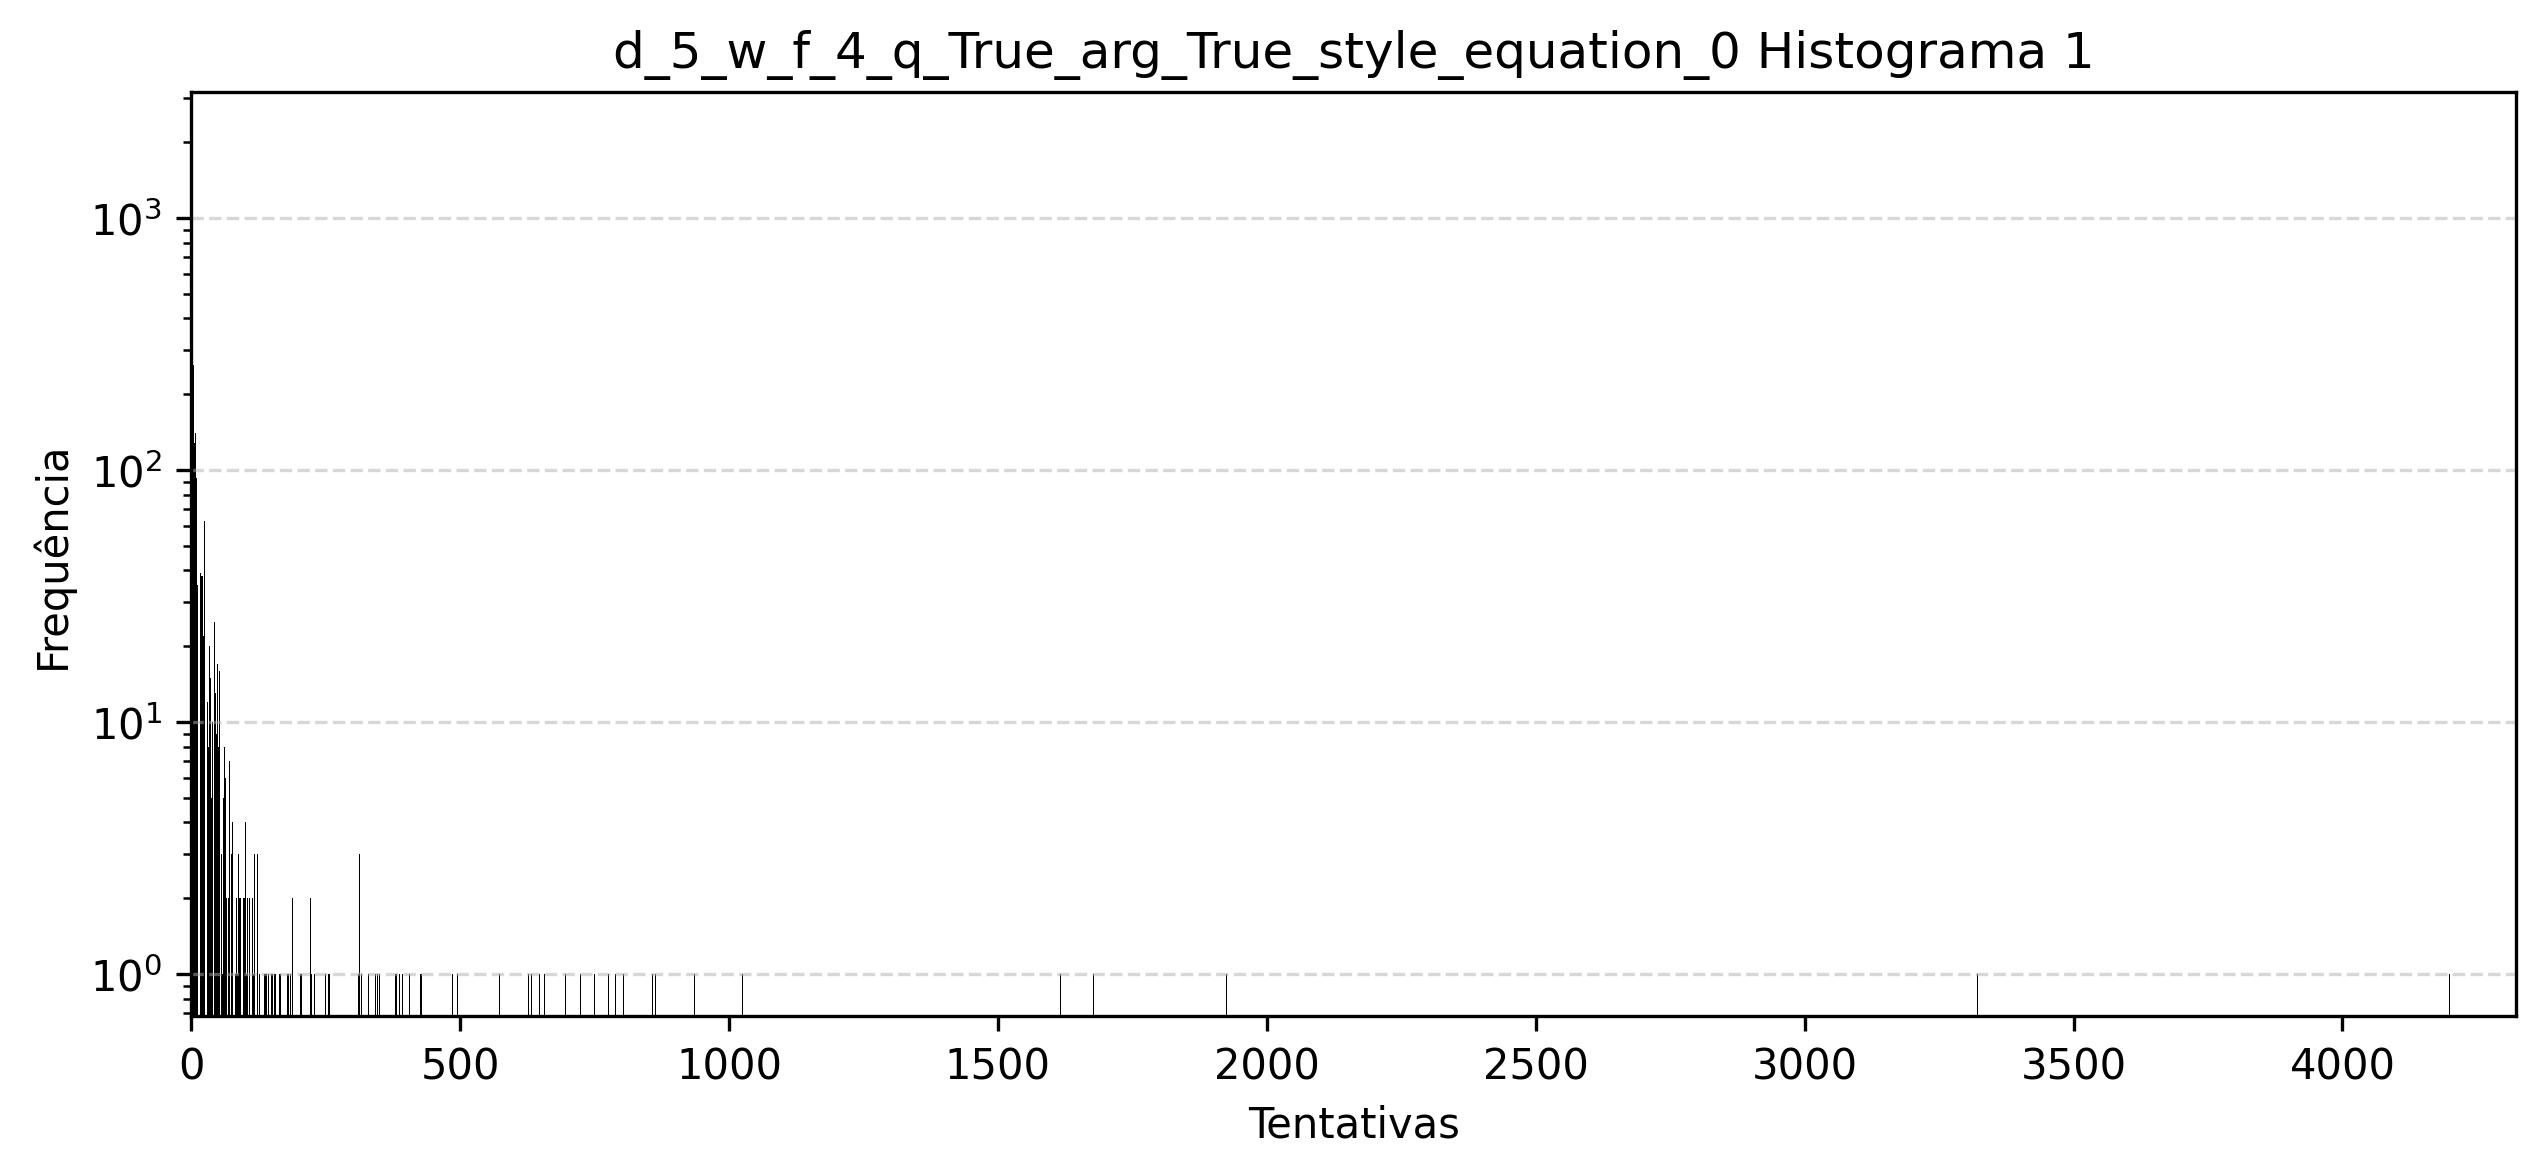 d_5_w_f_4_q_True_arg_True_style_equation_0 Histograma 1
Frequência
10³
10²
10¹
10⁰
0 500 1000 1500 2000 2500 3000 3500 4000
Tentativas